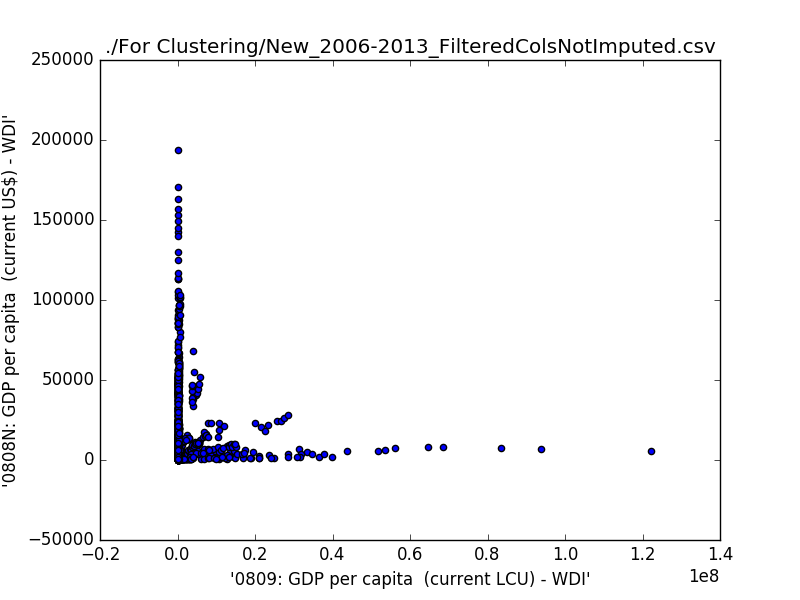 ./For Clustering/New_2006-2013_FilteredColsNotImputed.csv
250000
200000
150000
100000
50000
0
−50000
'0808N: GDP per capita  (current US$) - WDI'
−0.2 0.0 0.2 0.4 0.6 0.8 1.0 1.2 1.4
1e8
'0809: GDP per capita  (current LCU) - WDI'